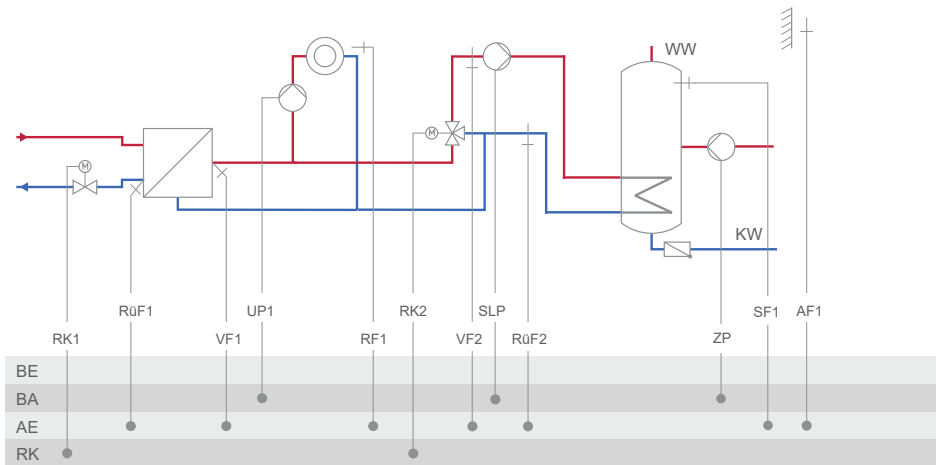 WW
M
M
KW
RüF1
UP1
RK2
SLP
SF1
AF1
RK1
VF1
RF1
VF2
RüF2
ZP
BE
BA
AE
RK